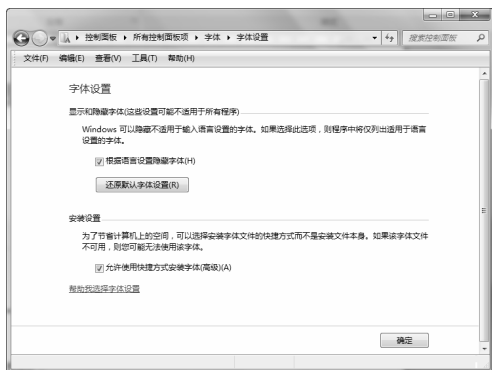 控制面板 ▸ 所有控制面板项 ▸ 字体 ▸ 字体设置
搜索控制面板
文件(F) 编辑(E) 查看(V) 工具(T) 帮助(H)
字体设置
显示和隐藏字体(这些设置可能不适用于所有程序)
Windows 可以隐藏不适用于输入语言设置的字体。如果选择此选项，则程序中将仅列出适用于语言
设置的字体。
根据语言设置隐藏字体(H)
还原默认字体设置(R)
安装设置
为了节省计算机上的空间，可以选择安装字体文件的快捷方式而不是安装文件本身。如果该字体文件
不可用，则您可能无法使用该字体。
允许使用快捷方式安装字体(高级)(A)
帮助我选择字体设置
确定